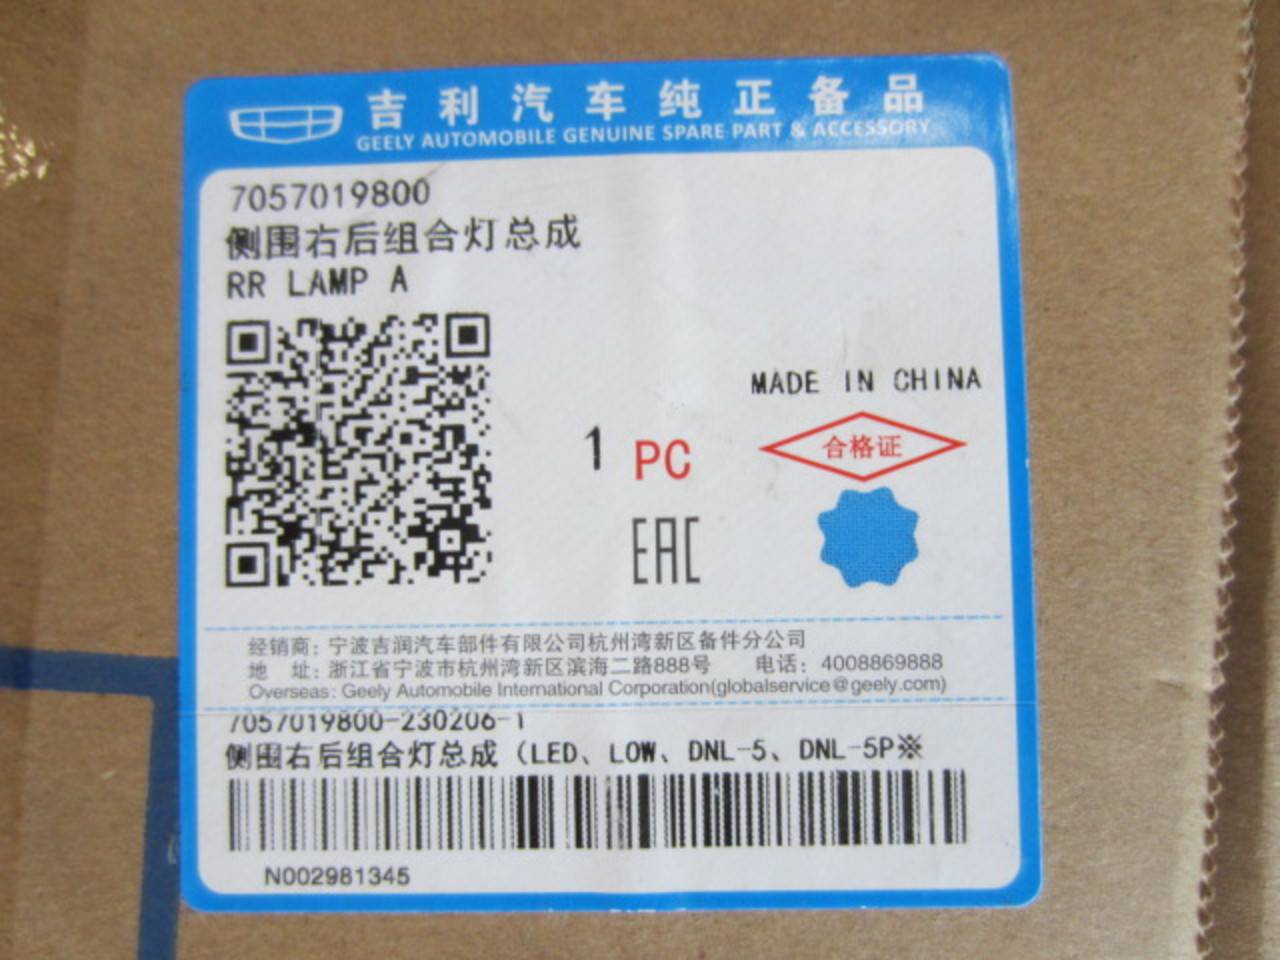 吉利汽车纯正备品
GEELY AUTOMOBILE GENUINE SPARE PART & ACCESSORY
7057019800
侧围右后组合灯总成
RR LAMP A
MADE IN CHINA
合格证
1 PC
EAC
经销商: 宁波吉润汽车部件有限公司杭州湾新区备件分公司
地 址: 浙江省宁波市杭州湾新区滨海二路888号 电话: 4008869888
Overseas: Geely Automobile International Corporation(globalservice@geely.com)
7057019800-230206-1
侧围右后组合灯总成 (LED、LOW、DNL-5、DNL-5P※
N002981345